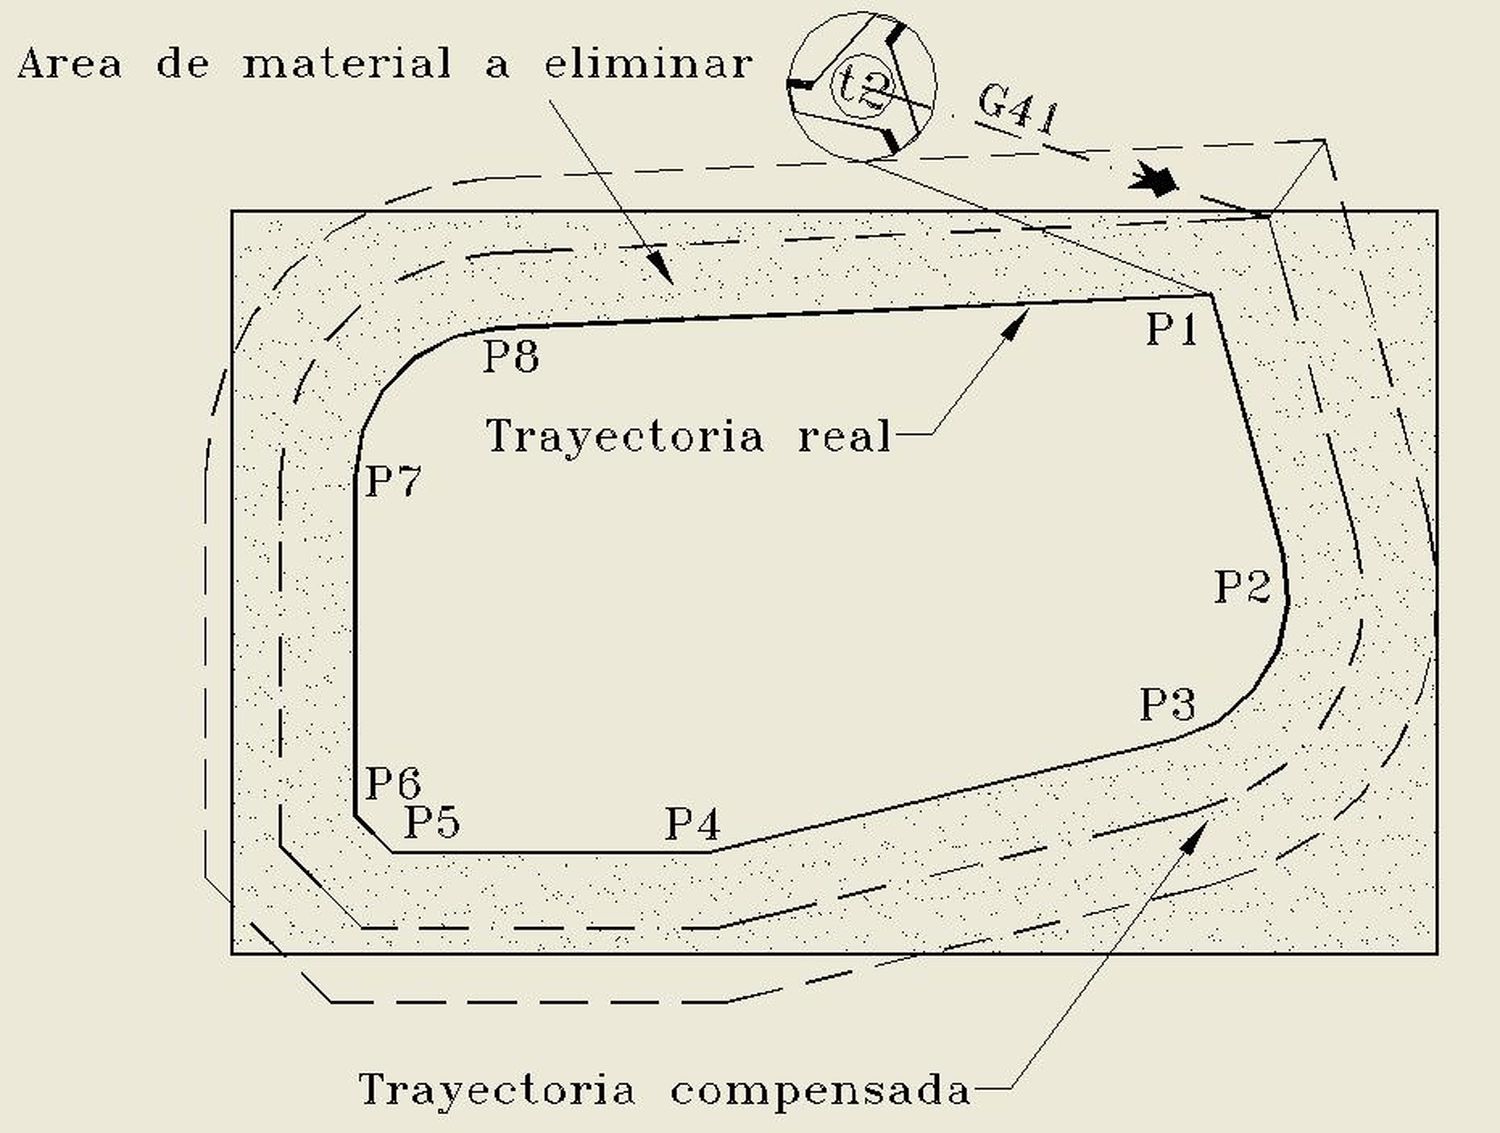 Area de material a eliminar
t2
G41
P1
P8
Trayectoria real
P7
P2
P3
P6
P5
P4
Trayectoria compensada